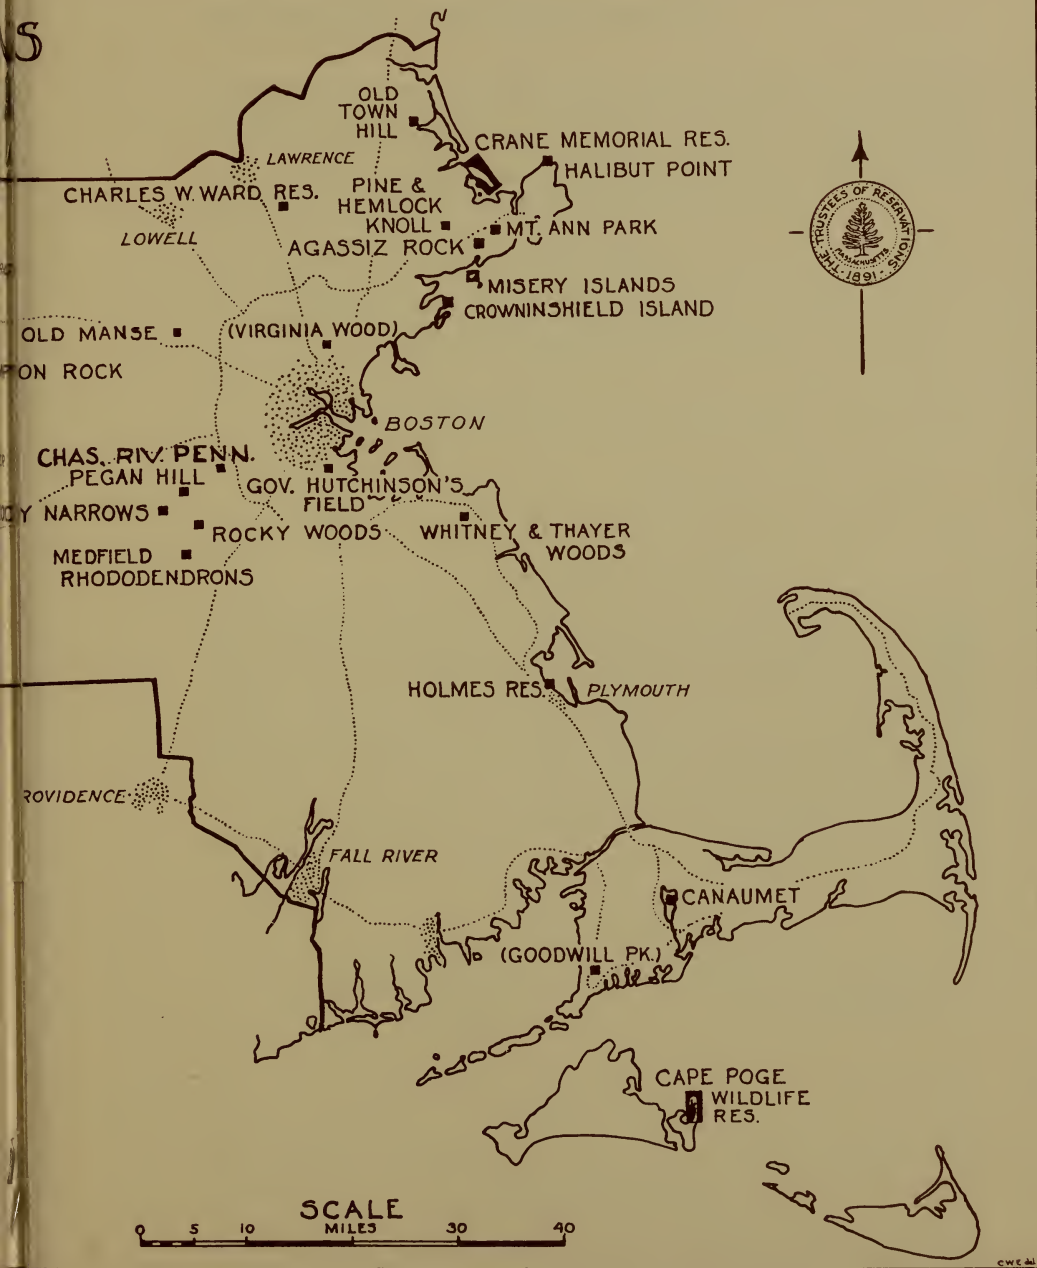 S
OLD
TOWN
HILL
CRANE MEMORIAL RES.
HALIBUT POINT
LAWRENCE
CHARLES W. WARD RES.
PINE &
HEMLOCK
KNOLL
MT. ANN PARK
LOWELL
AGASSIZ ROCK
THE TRUSTEES OF RESERVATIONS
MASSACHUSETTS
1891
MISERY ISLANDS
CROWNINSHIELD ISLAND
OLD MANSE
(VIRGINIA WOOD)
ON ROCK
BOSTON
CHAS. RIV. PENN.
PEGAN HILL
GOV. HUTCHINSON'S
FIELD
Y NARROWS
ROCKY WOODS
WHITNEY & THAYER
WOODS
MEDFIELD
RHODODENDRONS
HOLMES RES.
PLYMOUTH
ROVIDENCE
FALL RIVER
CANAUMET
(GOODWILL PK.)
CAPE POGE
WILDLIFE
RES.
SCALE
MILES
0 5 10 30 40
CWE del.